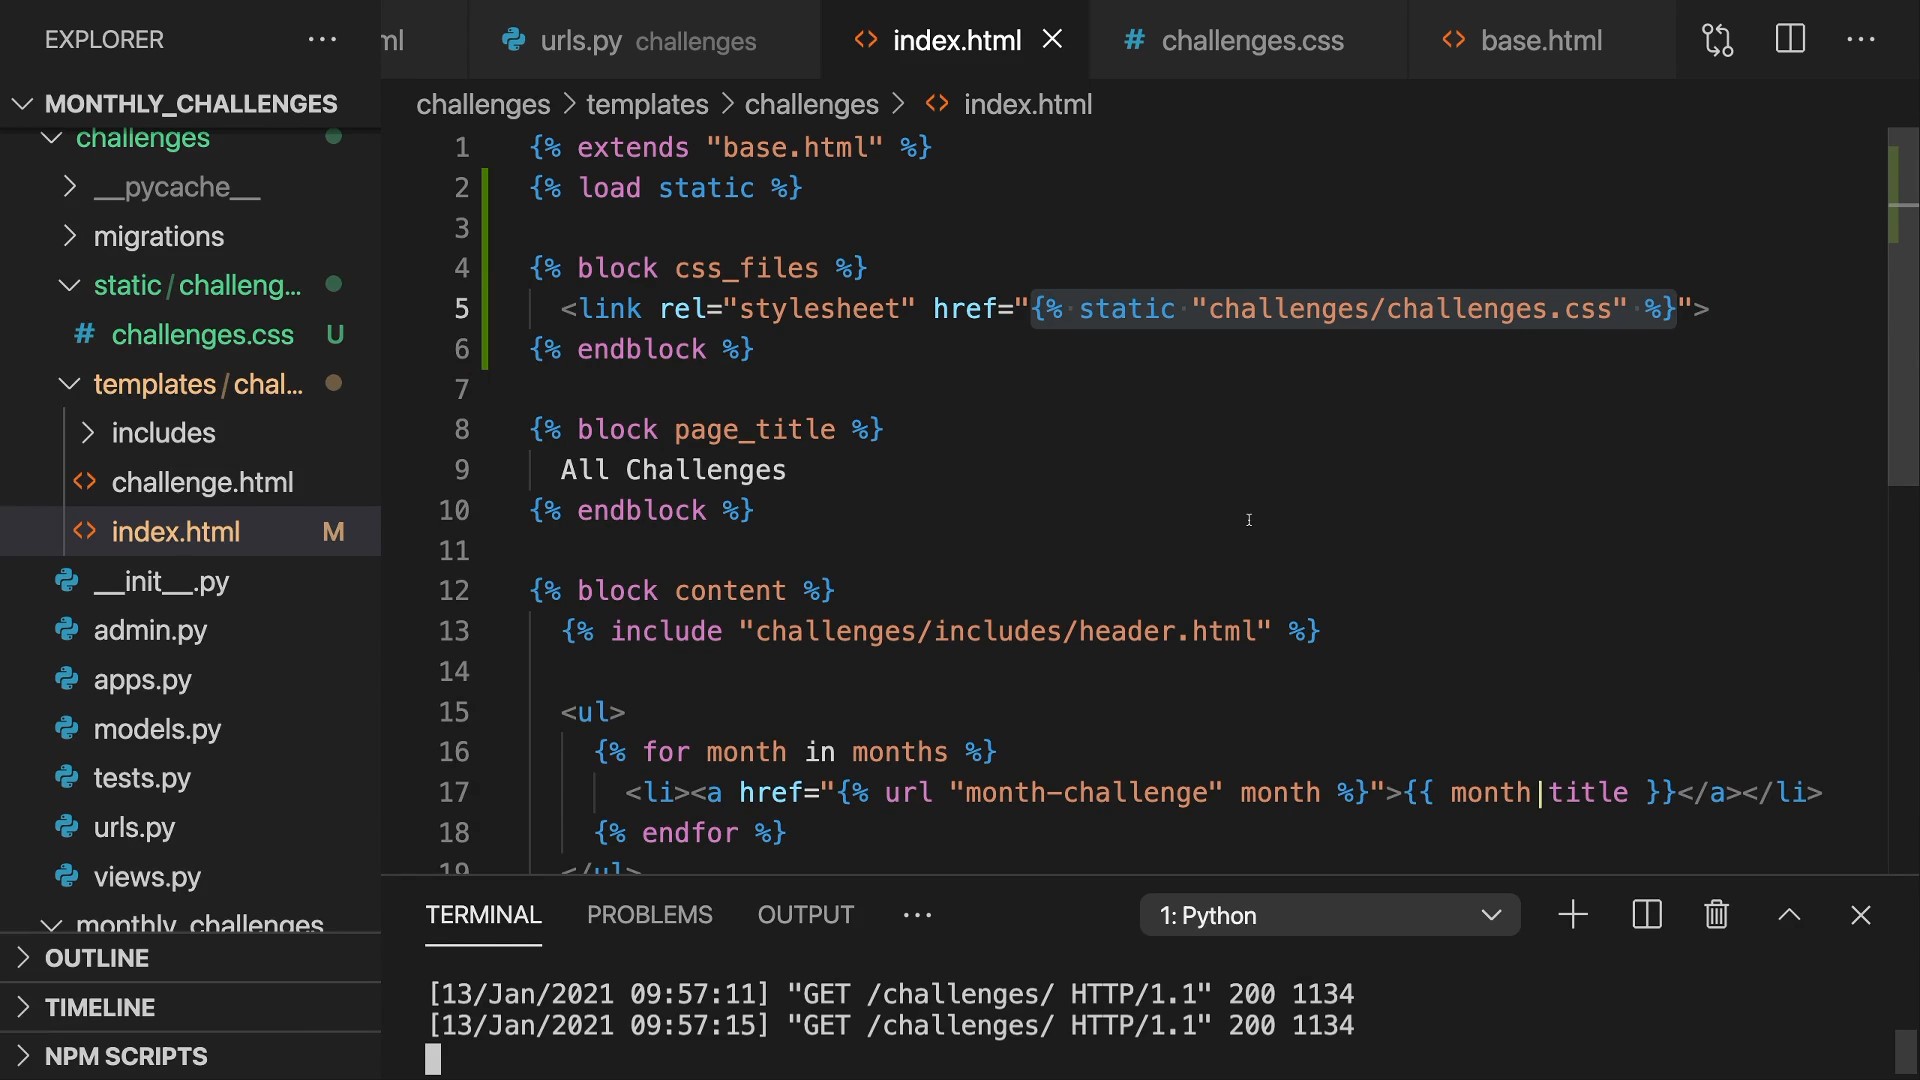 EXPLORER
MONTHLY_CHALLENGES
challenges
__pycache__
migrations
static/challeng...
challenges.css U
templates/chal...
includes
challenge.html
index.html M
__init__.py
admin.py
apps.py
models.py
tests.py
urls.py
views.py
monthly_challenges
OUTLINE
TIMELINE
NPM SCRIPTS
ml urls.py challenges index.html challenges.css base.html
challenges > templates > challenges > index.html
1 {% extends "base.html" %}
2 {% load static %}
3
4 {% block css_files %}
5 <link rel="stylesheet" href="{% static "challenges/challenges.css" %}">
6 {% endblock %}
7
8 {% block page_title %}
9 All Challenges
10 {% endblock %}
11
12 {% block content %}
13 {% include "challenges/includes/header.html" %}
14
15 <ul>
16 {% for month in months %}
17 <li><a href="{% url "month-challenge" month %}">{{ month|title }}</a></li>
18 {% endfor %}
19 </ul>
TERMINAL PROBLEMS OUTPUT ... 1: Python
[13/Jan/2021 09:57:11] "GET /challenges/ HTTP/1.1" 200 1134
[13/Jan/2021 09:57:15] "GET /challenges/ HTTP/1.1" 200 1134